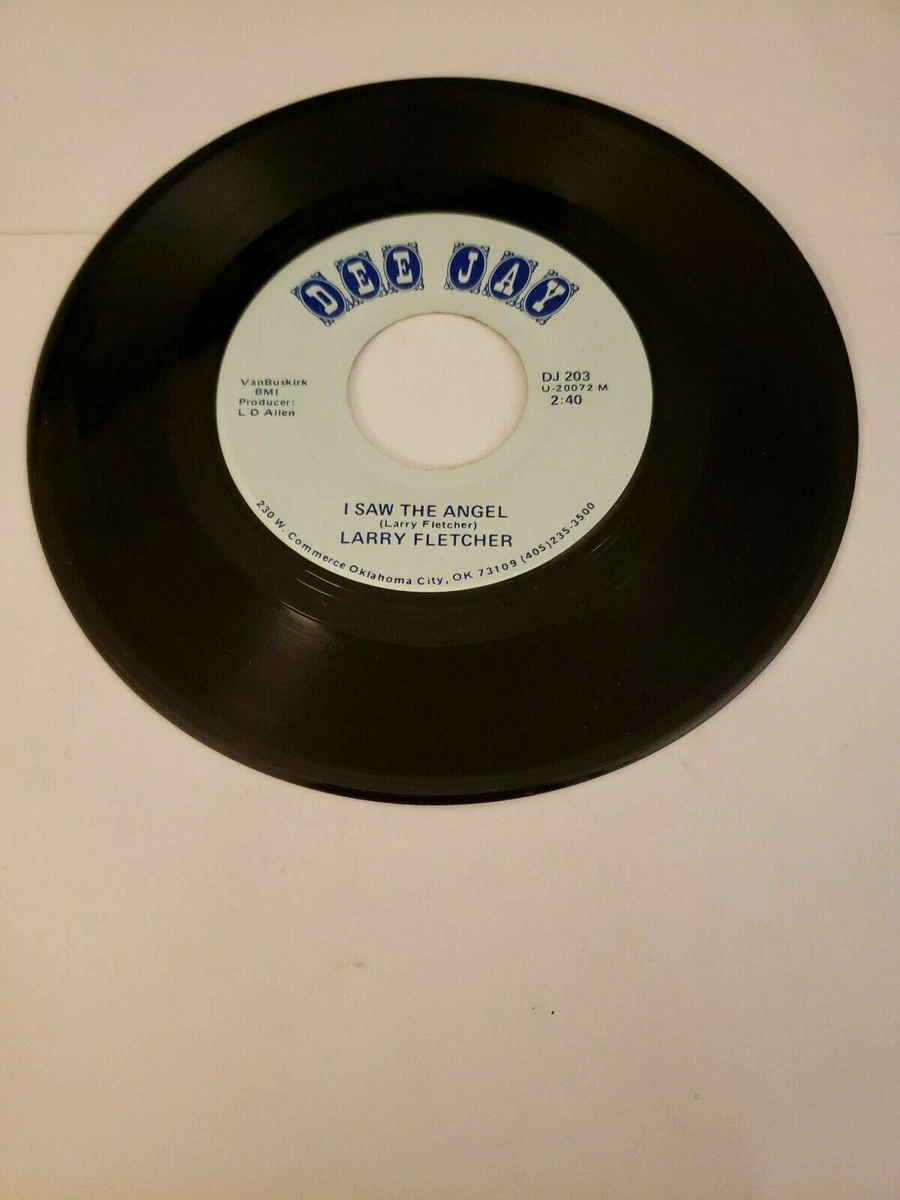 DEE JAY
VanBuskirk
BMI
Producer:
L D Allen
DJ 203
U-20072 M
2:40
I SAW THE ANGEL
(Larry Fletcher)
LARRY FLETCHER
230 W. Commerce Oklahoma City, OK 73109 (405)235-3500